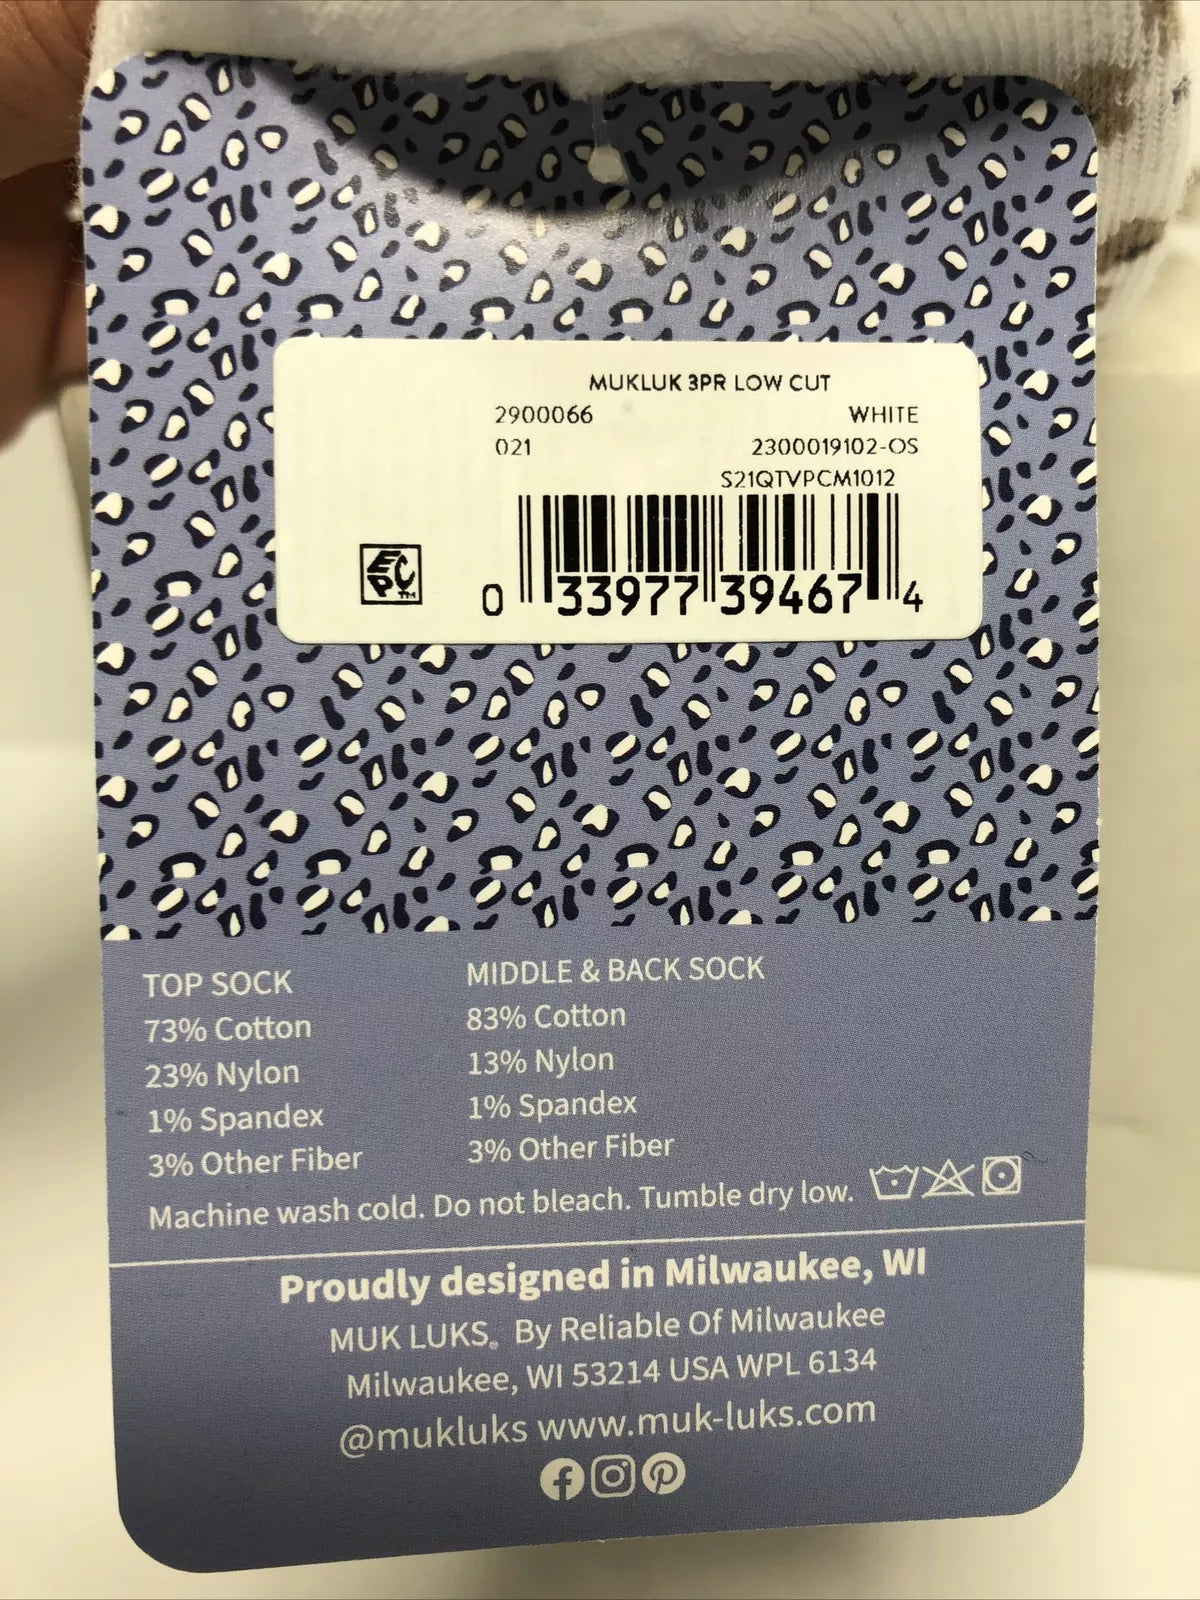 MUKLUK 3PR LOW CUT
2900066 WHITE
021 2300019102-OS
S21QTVPCM1012
EPC TM
0 33977 39467 4
TOP SOCK
73% Cotton
23% Nylon
1% Spandex
3% Other Fiber
MIDDLE & BACK SOCK
83% Cotton
13% Nylon
1% Spandex
3% Other Fiber
Machine wash cold. Do not bleach. Tumble dry low.
Proudly designed in Milwaukee, WI
MUK LUKS® By Reliable Of Milwaukee
Milwaukee, WI 53214 USA WPL 6134
@mukluks www.muk-luks.com